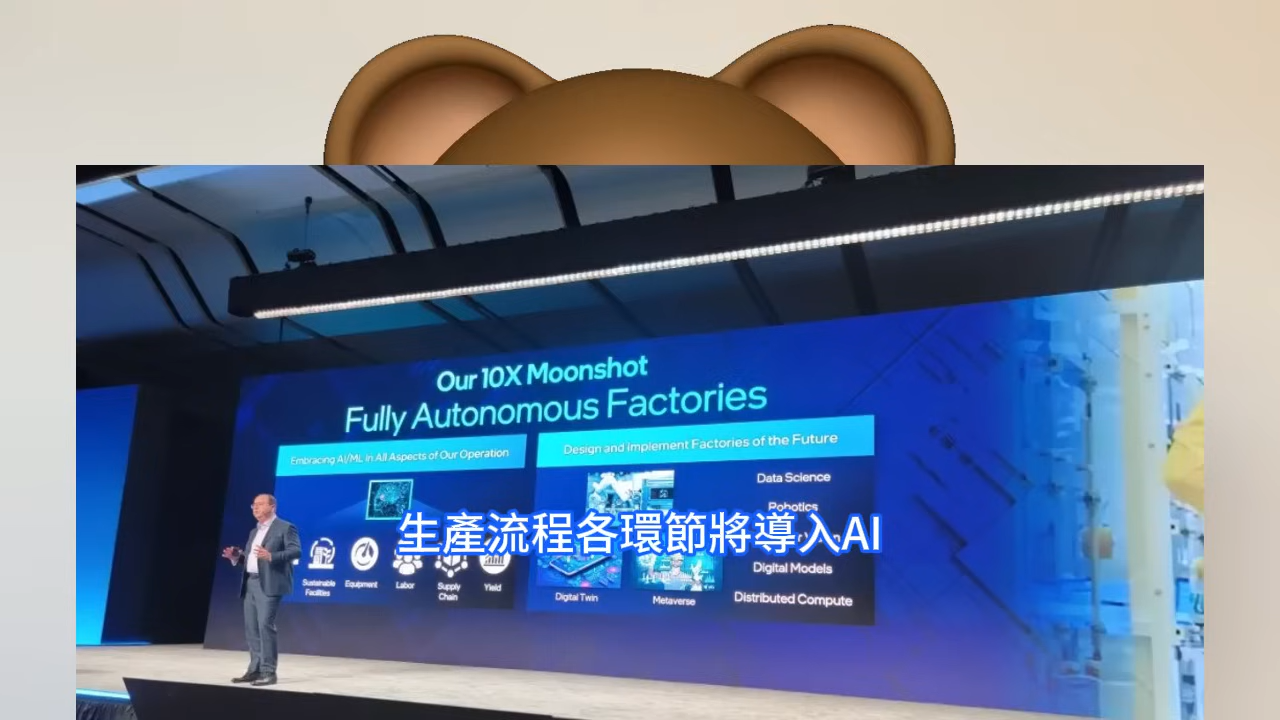 Our 10X Moonshot
Fully Autonomous Factories
Embracing AI/ML in All Aspects of Our Operation
Design and Implement Factories of the Future
Data Science
Robotics
生產流程各環節將導入AI
Digital Models
Distributed Compute
Sustainable
Facilities
Equipment
Labor
Supply
Chain
Yield
Digital Twin
Metaverse